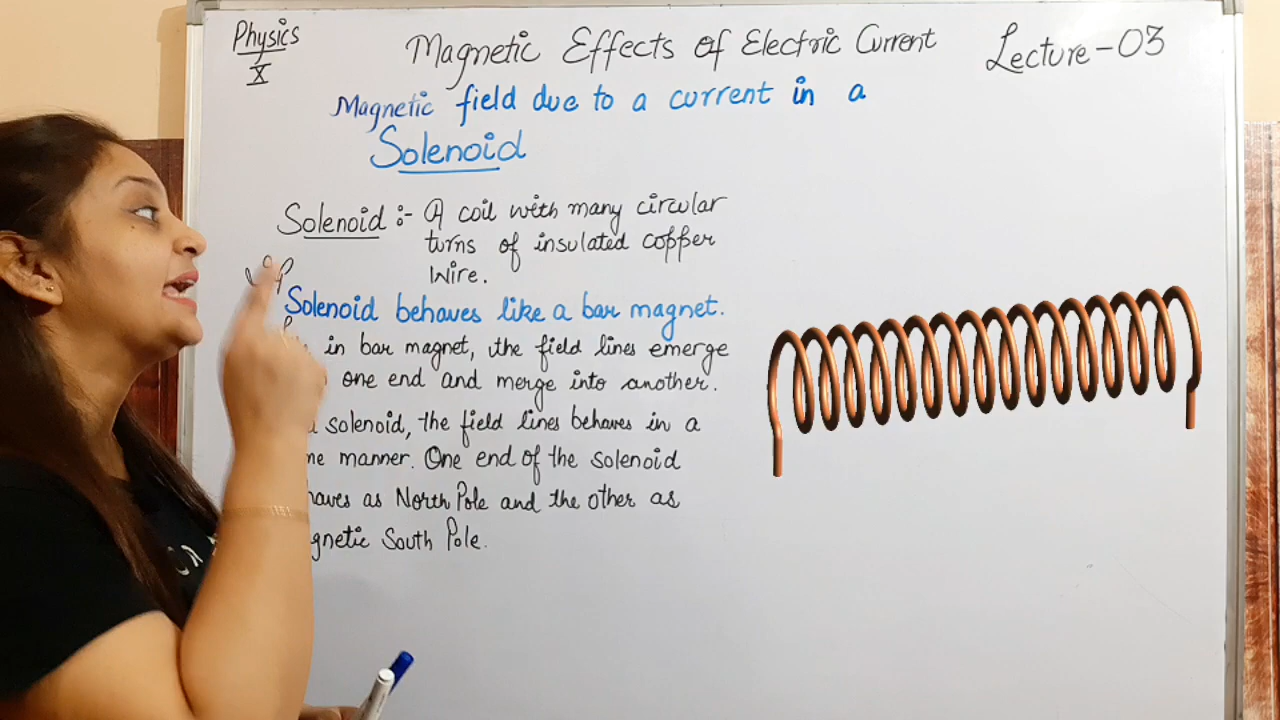 Physics
X
Magnetic Effects of Electric Current
Lecture-03
Magnetic field due to a current in a
Solenoid
Solenoid :- A coil with many circular
turns of insulated copper
wire.
Solenoid behaves like a bar magnet.
in bar magnet, the field lines emerge
one end and merge into another.
solenoid, the field lines behaves in a
me manner. One end of the solenoid
haves as North Pole and the other as
gnetic South Pole.